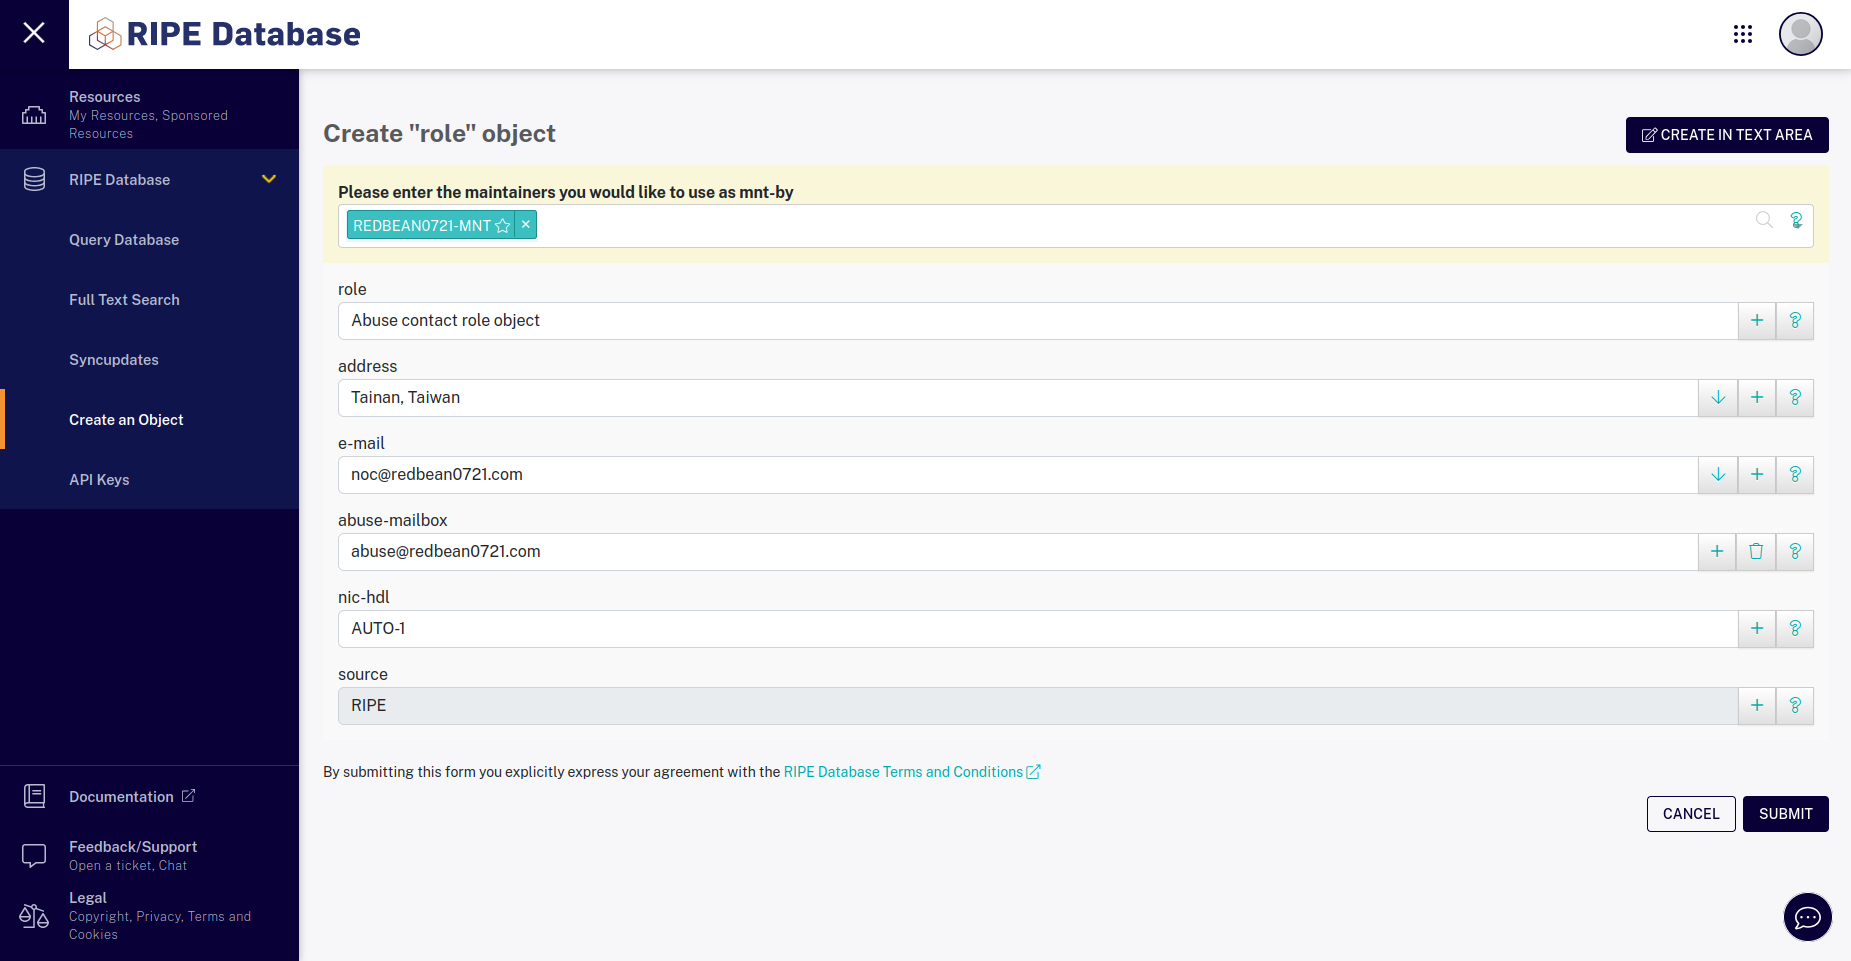 RIPE Database
Resources
My Resources, Sponsored
Resources
RIPE Database
Query Database
Full Text Search
Syncupdates
Create an Object
API Keys
Documentation
Feedback/Support
Open a ticket, Chat
Legal
Copyright, Privacy, Terms and
Cookies
Create "role" object
CREATE IN TEXT AREA
Please enter the maintainers you would like to use as mnt-by
REDBEAN0721-MNT
role
Abuse contact role object
address
Tainan, Taiwan
e-mail
noc@redbean0721.com
abuse-mailbox
abuse@redbean0721.com
nic-hdl
AUTO-1
source
RIPE
By submitting this form you explicitly express your agreement with the RIPE Database Terms and Conditions
CANCEL
SUBMIT